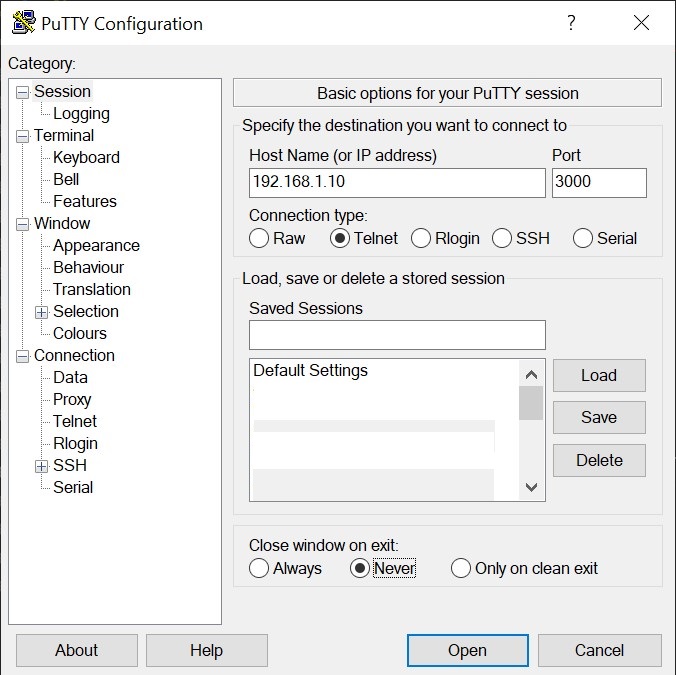 PuTTY Configuration
?
Category:
Session
Logging
Terminal
Keyboard
Bell
Features
Window
Appearance
Behaviour
Translation
Selection
Colours
Connection
Data
Proxy
Telnet
Rlogin
SSH
Serial
Basic options for your PuTTY session
Specify the destination you want to connect to
Host Name (or IP address) Port
192.168.1.10 3000
Connection type:
Raw Telnet Rlogin SSH Serial
Load, save or delete a stored session
Saved Sessions
Default Settings
Load
Save
Delete
Close window on exit:
Always Never Only on clean exit
About Help Open Cancel